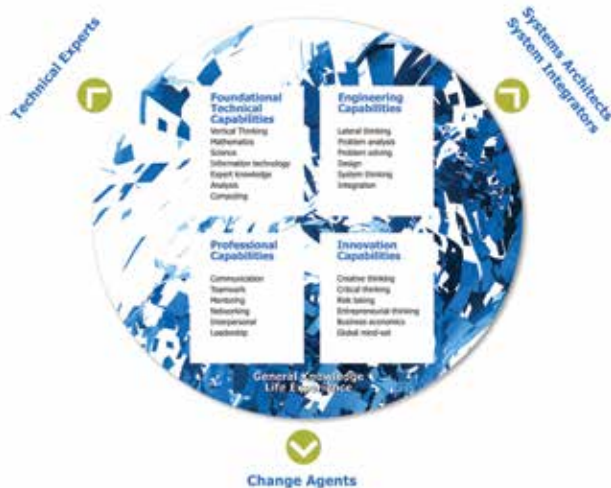 Technical Experts
Systems Architects
System Integrators
Foundational
Technical
Capabilities
Vertical Thinking
Mathematics
Science
Information technology
Expert knowledge
Analysis
Computing
Engineering
Capabilities
Lateral thinking
Problem analysis
Problem solving
Design
System thinking
Integration
Professional
Capabilities
Communication
Teamwork
Mentoring
Networking
Interpersonal
Leadership
Innovation
Capabilities
Creative thinking
Critical thinking
Risk taking
Entrepreneurial thinking
Business economics
Global mind-set
General Knowledge
Life Experience
Change Agents